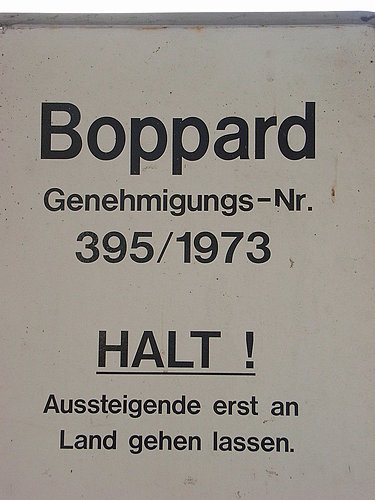 Boppard
Genehmigungs-Nr.
395/1973
HALT !
Aussteigende erst an
Land gehen lassen.